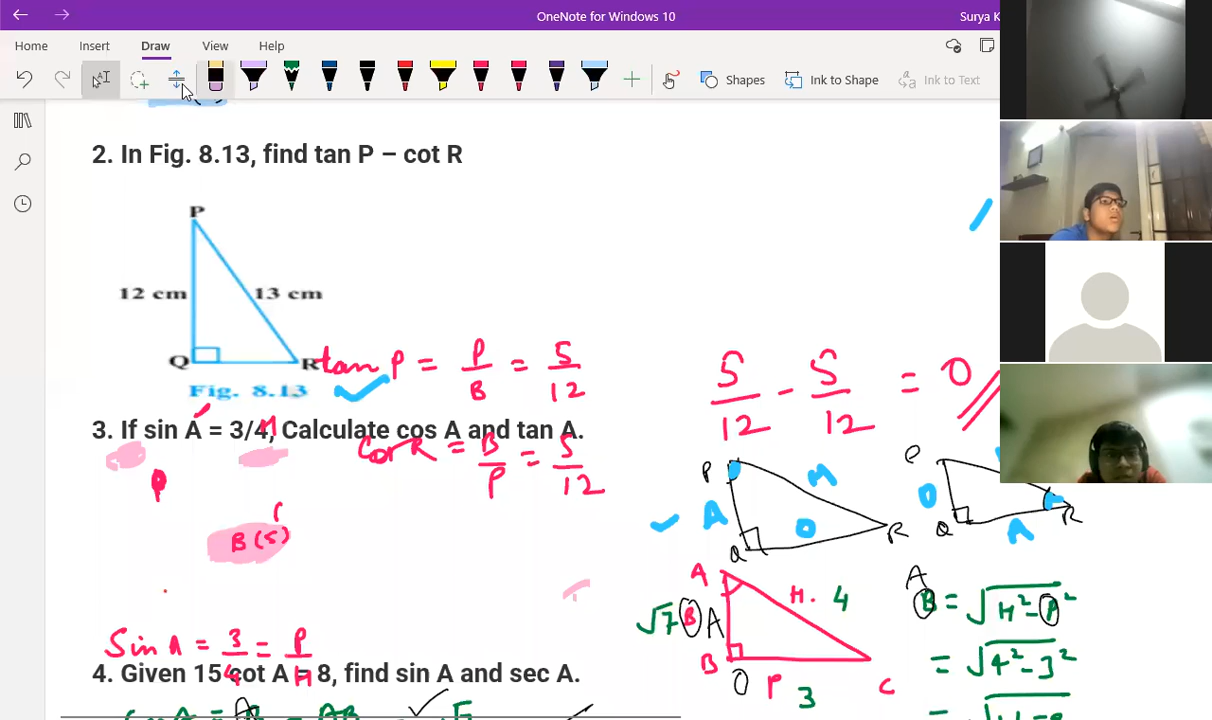 OneNote for Windows 10
Surya K
Home Insert Draw View Help
Shapes Ink to Shape Ink to Text
2. In Fig. 8.13, find tan P – cot R
P
12 cm 13 cm
Q R
Fig. 8.13
tan P = P/B = 5/12
5/12 - 5/12 = 0
3. If sin A = 3/4, Calculate cos A and tan A.
H
P
cot R = B/P = 5/12
P H
A O
Q R
P
O
Q A R
B(5)
A H. 4
√7 B A
B O P 3 C
A
B = √H²-P²
= √4²-3²
Sin A = 3/4 = P/H
4. Given 15 cot A = 8, find sin A and sec A.